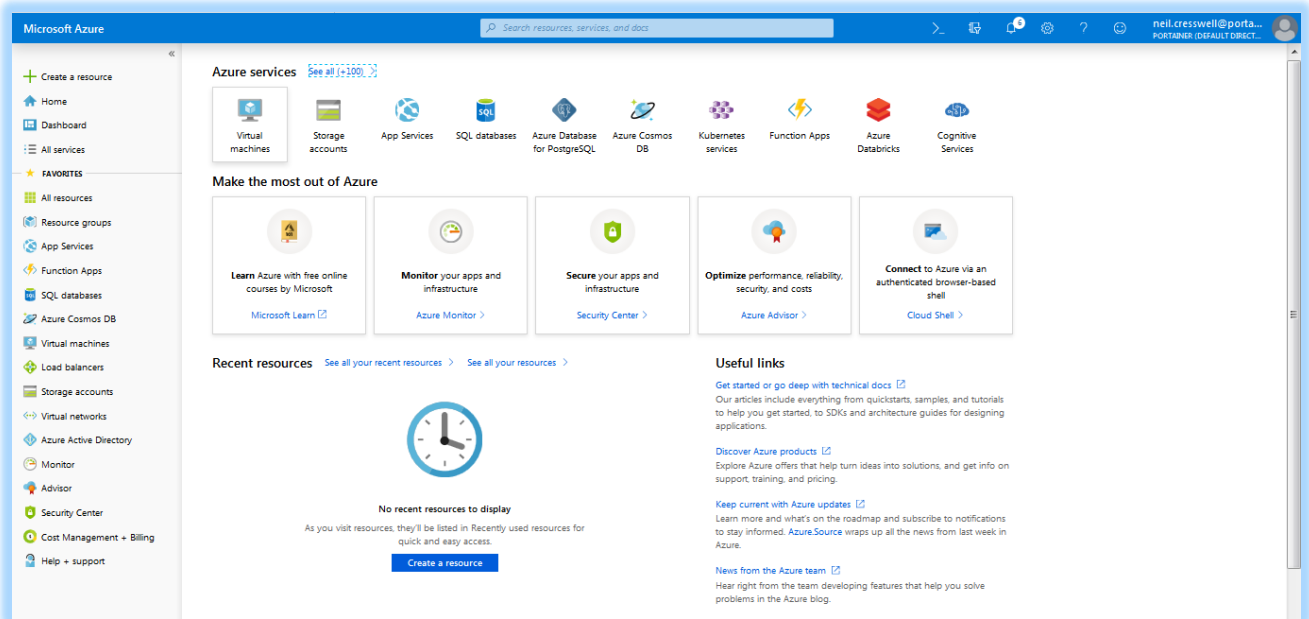 Microsoft Azure
Search resources, services, and docs
6
neil.cresswell@porta...
PORTAINER (DEFAULT DIRECT...
«
Create a resource
Home
Dashboard
All services
FAVORITES
All resources
Resource groups
App Services
Function Apps
SQL databases
Azure Cosmos DB
Virtual machines
Load balancers
Storage accounts
Virtual networks
Azure Active Directory
Monitor
Advisor
Security Center
Cost Management + Billing
Help + support
Azure services See all (+100) >
Virtual
machines
Storage
accounts
App Services
SQL
SQL databases
Azure Database
for PostgreSQL
Azure Cosmos
DB
Kubernetes
services
Function Apps
Azure
Databricks
Cognitive
Services
Make the most out of Azure
Learn Azure with free online
courses by Microsoft
Microsoft Learn
Monitor your apps and
infrastructure
Azure Monitor >
Secure your apps and
infrastructure
Security Center >
Optimize performance, reliability,
security, and costs
Azure Advisor >
Connect to Azure via an
authenticated browser-based
shell
Cloud Shell >
Recent resources See all your recent resources > See all your resources >
No recent resources to display
As you visit resources, they'll be listed in Recently used resources for
quick and easy access.
Create a resource
Useful links
Get started or go deep with technical docs
Our articles include everything from quickstarts, samples, and tutorials
to help you get started, to SDKs and architecture guides for designing
applications.
Discover Azure products
Explore Azure offers that help turn ideas into solutions, and get info on
support, training, and pricing.
Keep current with Azure updates
Learn more and what's on the roadmap and subscribe to notifications
to stay informed. Azure.Source wraps up all the news from last week in
Azure.
News from the Azure team
Hear right from the team developing features that help you solve
problems in the Azure blog.